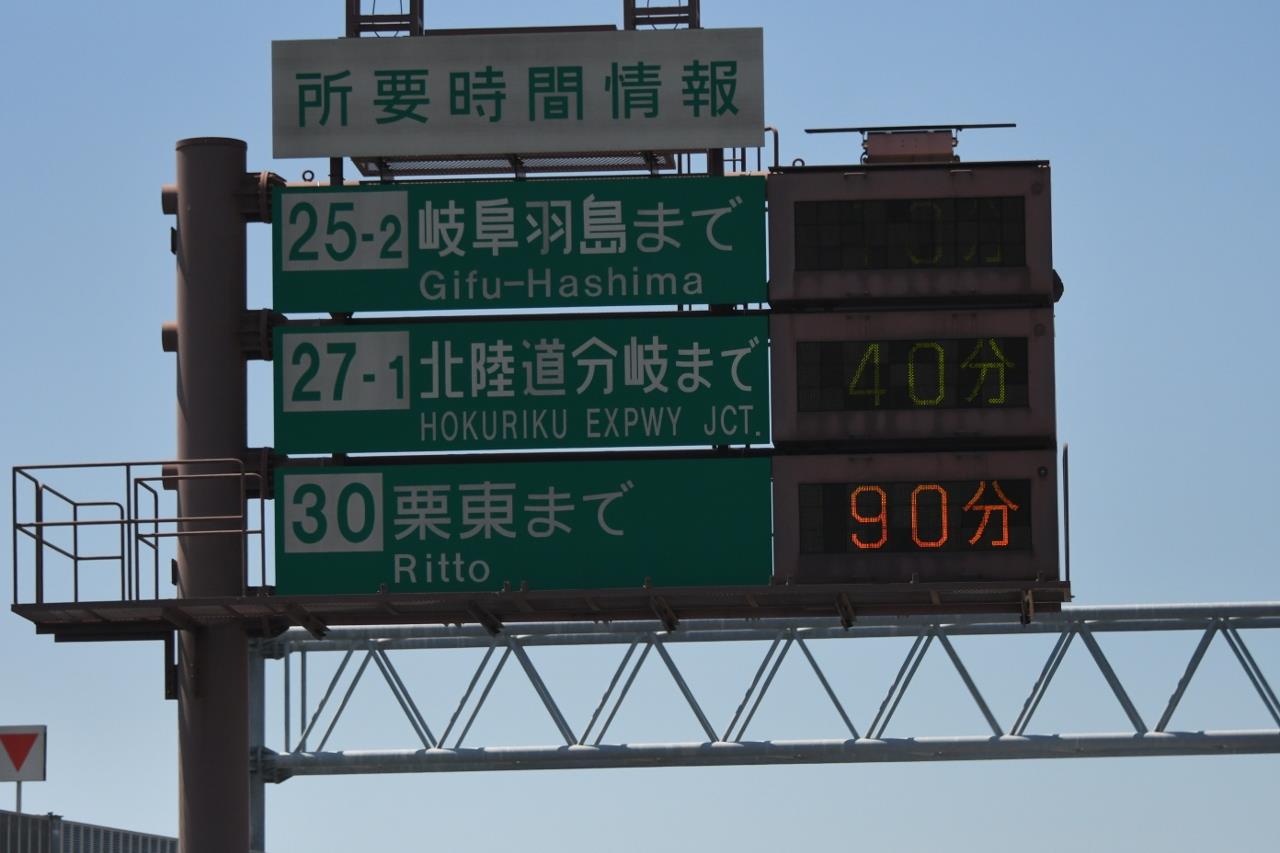 所要時間情報
25-2 岐阜羽島まで
Gifu-Hashima
27-1 北陸道分岐まで 40分
HOKURIKU EXPWY JCT.
30 栗東まで 90分
Ritto